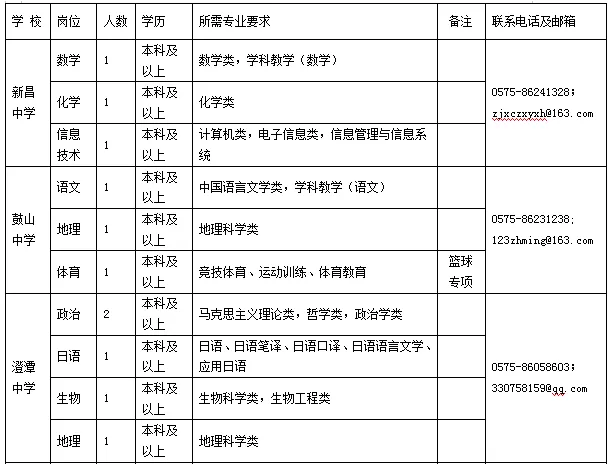 学 校 岗位 人数 学历 所需专业要求 备注 联系电话及邮箱
新昌
中学
数学 1 本科及
以上 数学类，学科教学（数学）
化学 1 本科及
以上 化学类
信息
技术 1 本科及
以上 计算机类，电子信息类，信息管理与信息系
统
0575-86241328；
zjxczxyxh@163.com
鼓山
中学
语文 1 本科及
以上 中国语言文学类，学科教学（语文）
地理 1 本科及
以上 地理科学类
体育 1 本科及
以上 竞技体育、运动训练、体育教育 篮球
专项
0575-86231238;
123zhming@163.com
澄潭
中学
政治 2 本科及
以上 马克思主义理论类，哲学类，政治学类
日语 1 本科及
以上 日语、日语笔译、日语口译、日语语言文学、
应用日语
生物 1 本科及
以上 生物科学类，生物工程类
地理 1 本科及
以上 地理科学类
0575-86058603；
330758159@qq.com